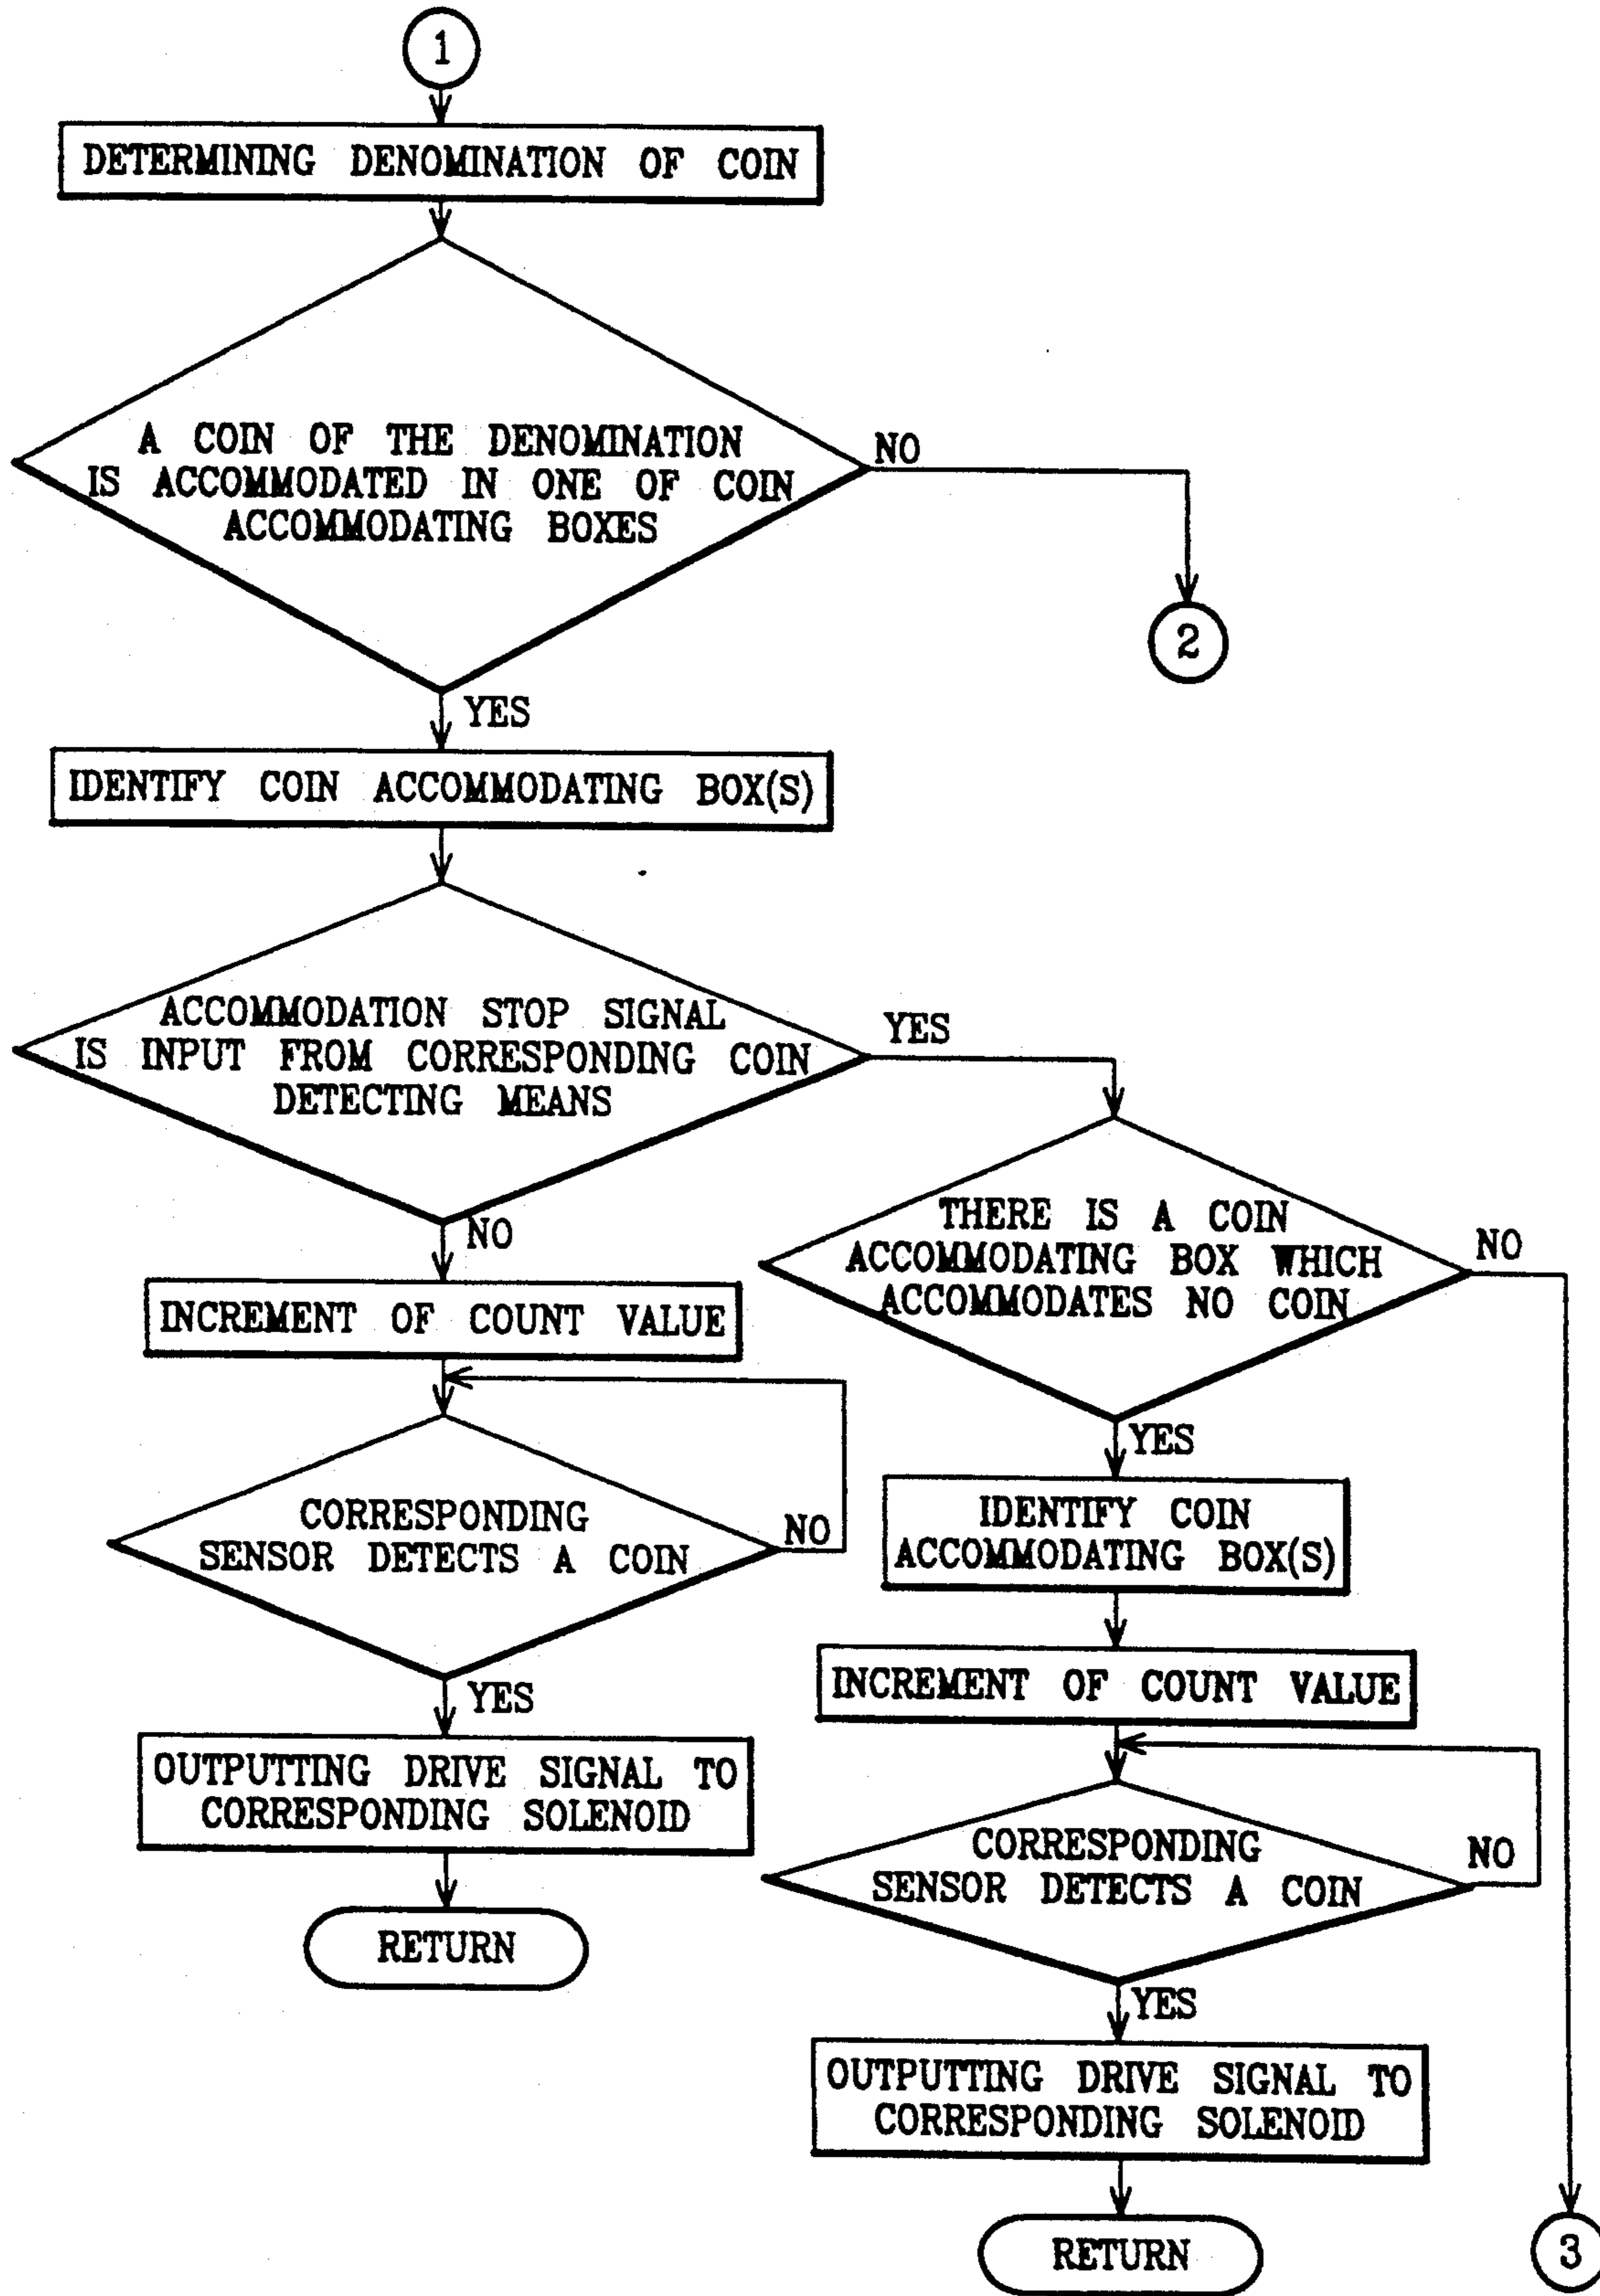 1
DETERMINING DENOMINATION OF COIN
A COIN OF THE DENOMINATION
IS ACCOMMODATED IN ONE OF COIN
ACCOMMODATING BOXES
NO
2
YES
IDENTIFY COIN ACCOMMODATING BOX(S)
ACCOMMODATION STOP SIGNAL
IS INPUT FROM CORRESPONDING COIN
DETECTING MEANS
YES
NO
INCREMENT OF COUNT VALUE
CORRESPONDING
SENSOR DETECTS A COIN
NO
YES
OUTPUTTING DRIVE SIGNAL TO
CORRESPONDING SOLENOID
RETURN
THERE IS A COIN
ACCOMMODATING BOX WHICH
ACCOMMODATES NO COIN
NO
YES
IDENTIFY COIN
ACCOMMODATING BOX(S)
INCREMENT OF COUNT VALUE
CORRESPONDING
SENSOR DETECTS A COIN
NO
YES
OUTPUTTING DRIVE SIGNAL TO
CORRESPONDING SOLENOID
RETURN
3